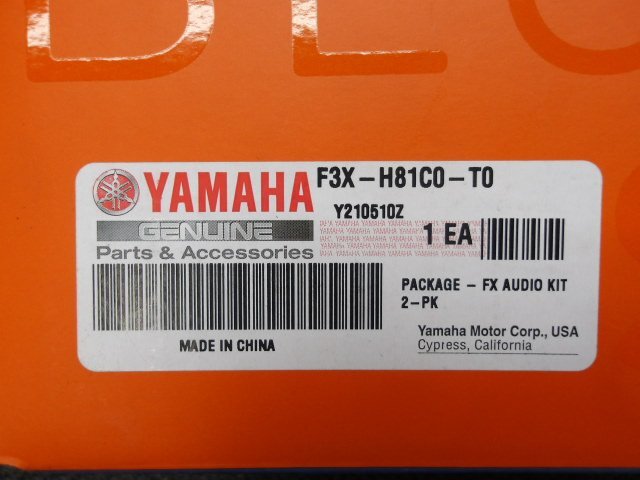 YAMAHA F3X-H81C0-T0
GENUINE
Parts & Accessories
Y210510Z
1 EA
PACKAGE - FX AUDIO KIT
2-PK
MADE IN CHINA
Yamaha Motor Corp., USA
Cypress, California